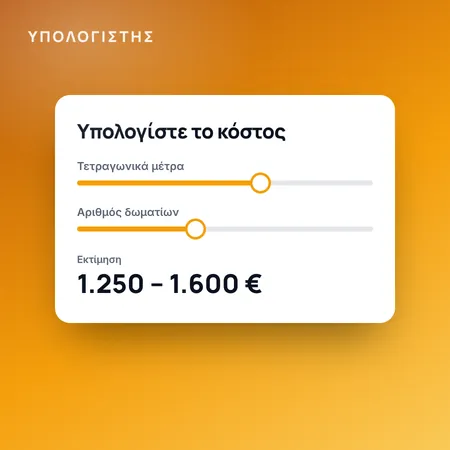 ΥΠΟΛΟΓΙΣΤΗΣ
Υπολογίστε το κόστος
Τετραγωνικά μέτρα
Αριθμός δωματίων
Εκτίμηση
1.250 – 1.600 €